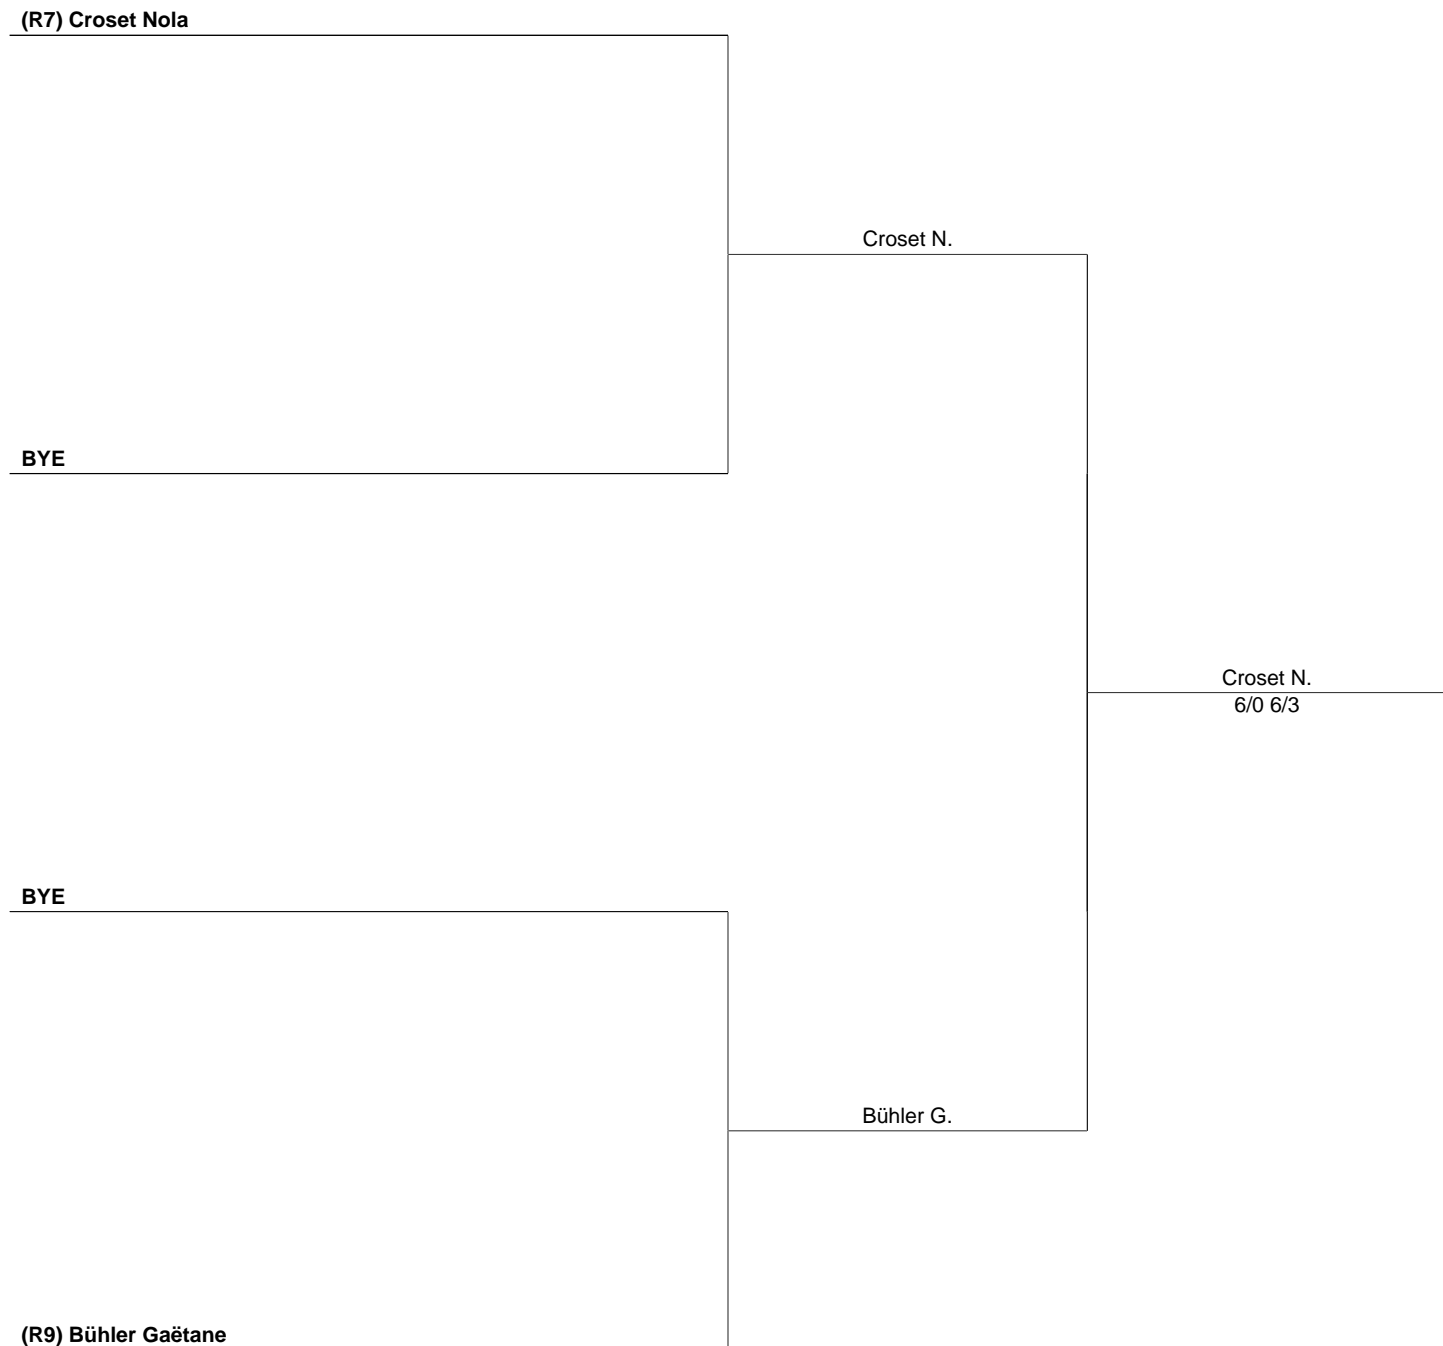 (R7) Croset Nola
Croset N.
BYE
Croset N.
6/0 6/3
BYE
Bühler G.
(R9) Bühler Gaëtane